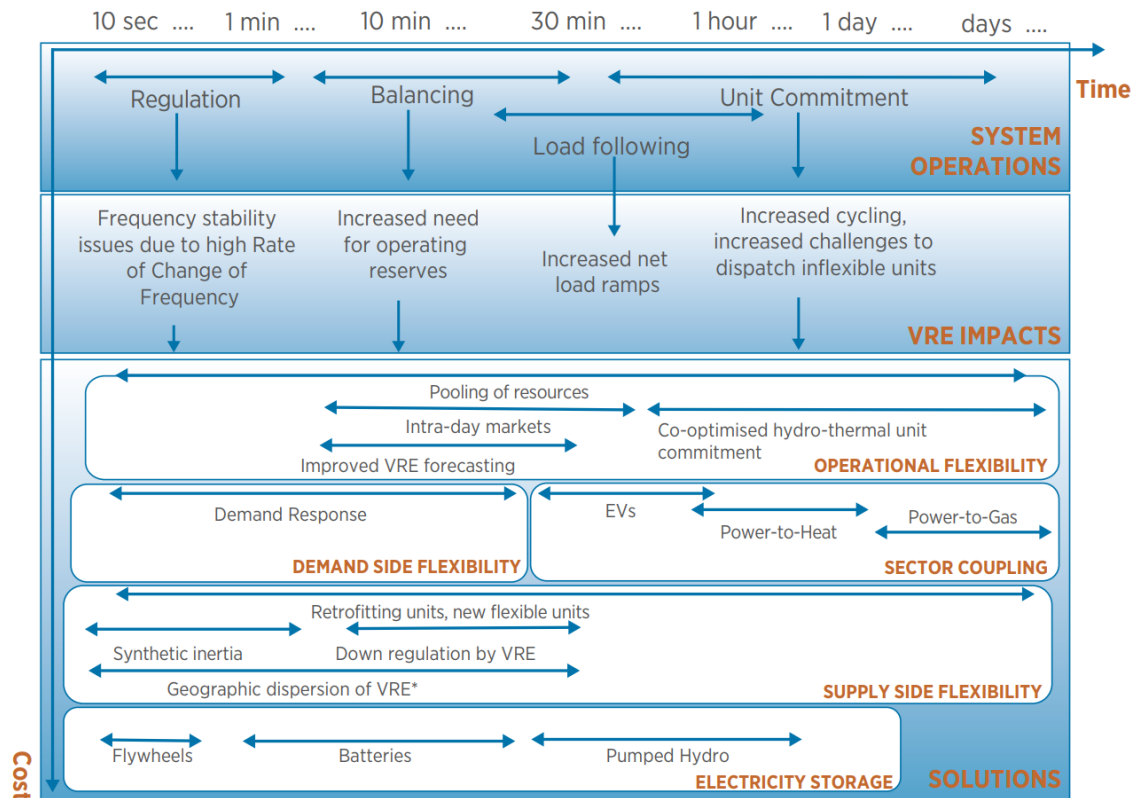 10 sec .... 1 min .... 10 min .... 30 min .... 1 hour .... 1 day .... days ....
Time
Regulation
Balancing
Unit Commitment
Load following
SYSTEM
OPERATIONS
Frequency stability
issues due to high Rate
of Change of
Frequency
Increased need
for operating
reserves
Increased net
load ramps
Increased cycling,
increased challenges to
dispatch inflexible units
VRE IMPACTS
Pooling of resources
Intra-day markets
Improved VRE forecasting
Co-optimised hydro-thermal unit
commitment
OPERATIONAL FLEXIBILITY
Demand Response
DEMAND SIDE FLEXIBILITY
EVs
Power-to-Heat
Power-to-Gas
SECTOR COUPLING
Retrofitting units, new flexible units
Synthetic inertia
Down regulation by VRE
Geographic dispersion of VRE*
SUPPLY SIDE FLEXIBILITY
Flywheels
Batteries
Pumped Hydro
ELECTRICITY STORAGE
SOLUTIONS
Cost